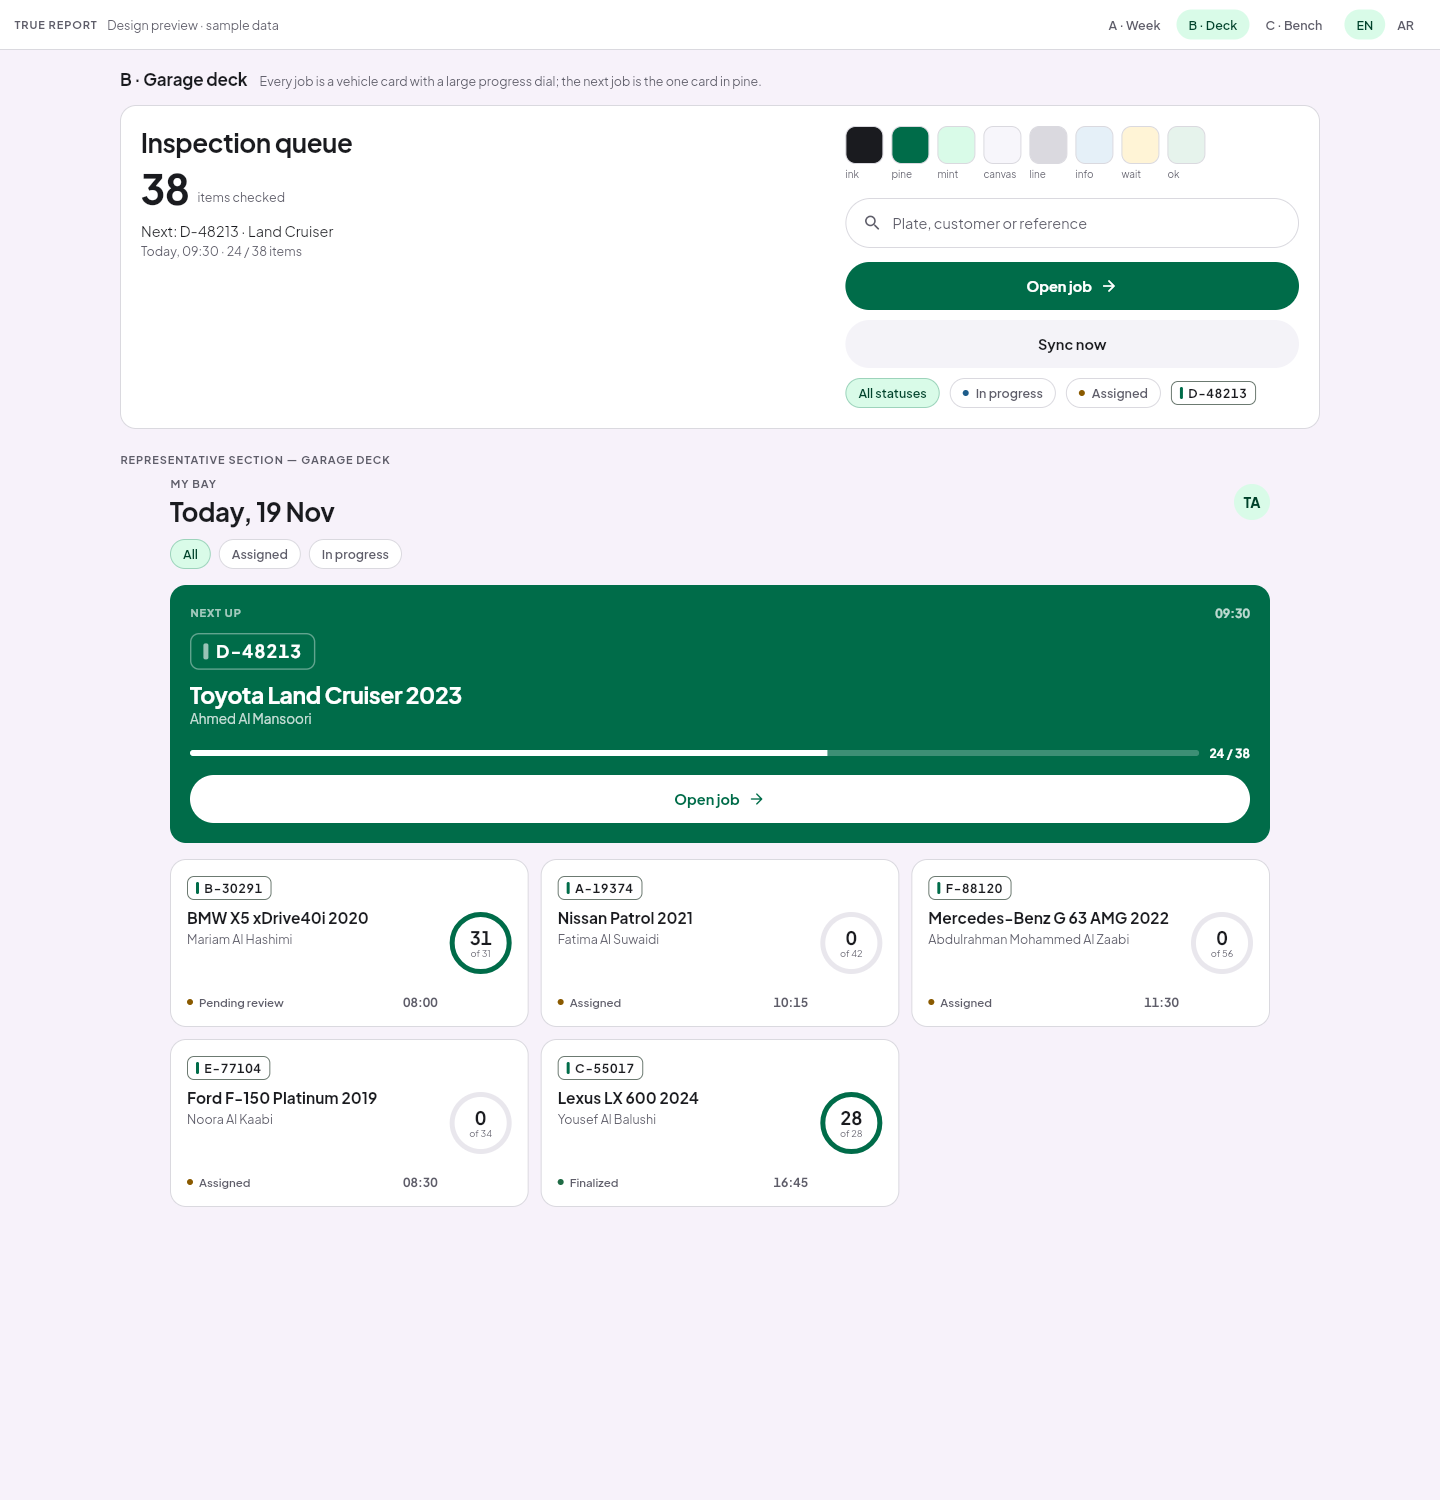 TRUE REPORT Design preview · sample data A · Week B · Deck C · Bench EN AR
B · Garage deck Every job is a vehicle card with a large progress dial; the next job is the one card in pine.
Inspection queue
38 items checked
Next: D-48213 · Land Cruiser
Today, 09:30 · 24 / 38 items
ink pine mint canvas line info wait ok
Plate, customer or reference
Open job →
Sync now
All statuses In progress Assigned D-48213
REPRESENTATIVE SECTION — GARAGE DECK
MY BAY
Today, 19 Nov TA
All Assigned In progress
NEXT UP 09:30
D-48213
Toyota Land Cruiser 2023
Ahmed Al Mansoori
24 / 38
Open job →
B-30291
BMW X5 xDrive40i 2020
Mariam Al Hashimi
31
of 31
Pending review 08:00
A-19374
Nissan Patrol 2021
Fatima Al Suwaidi
0
of 42
Assigned 10:15
F-88120
Mercedes-Benz G 63 AMG 2022
Abdulrahman Mohammed Al Zaabi
0
of 56
Assigned 11:30
E-77104
Ford F-150 Platinum 2019
Noora Al Kaabi
0
of 34
Assigned 08:30
C-55017
Lexus LX 600 2024
Yousef Al Balushi
28
of 28
Finalized 16:45